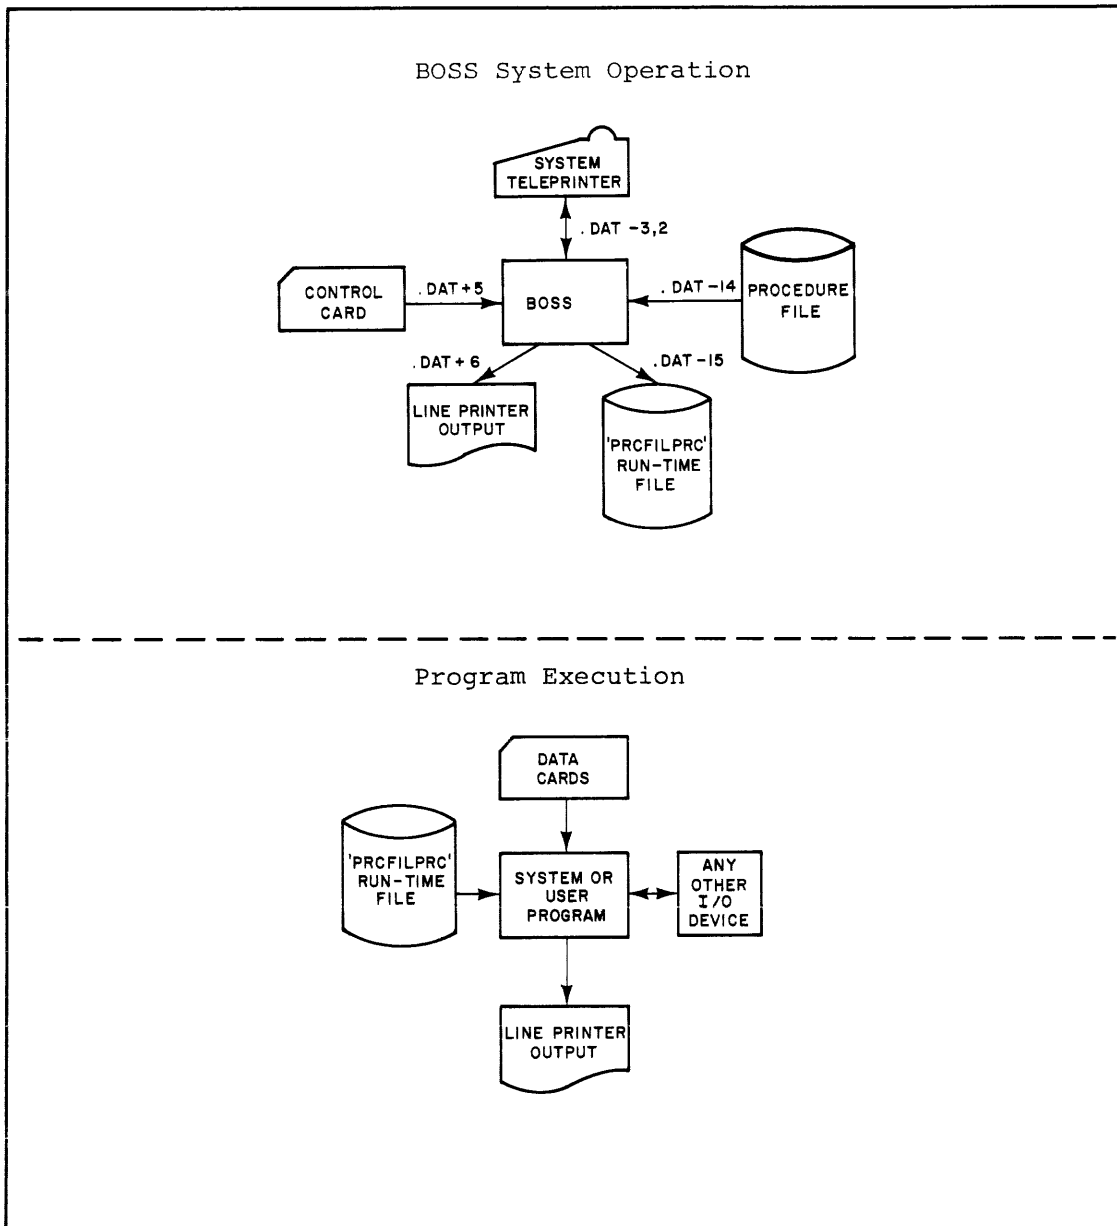 BOSS System Operation
SYSTEM
TELEPRINTER
. DAT -3,2
CONTROL
CARD
. DAT+5
BOSS
. DAT-14
PROCEDURE
FILE
. DAT+ 6
. DAT-15
LINE PRINTER
OUTPUT
'PRCFILPRC'
RUN-TIME
FILE
Program Execution
DATA
CARDS
'PRCFILPRC'
RUN-TIME
FILE
SYSTEM OR
USER
PROGRAM
ANY
OTHER
I/O
DEVICE
LINE PRINTER
OUTPUT